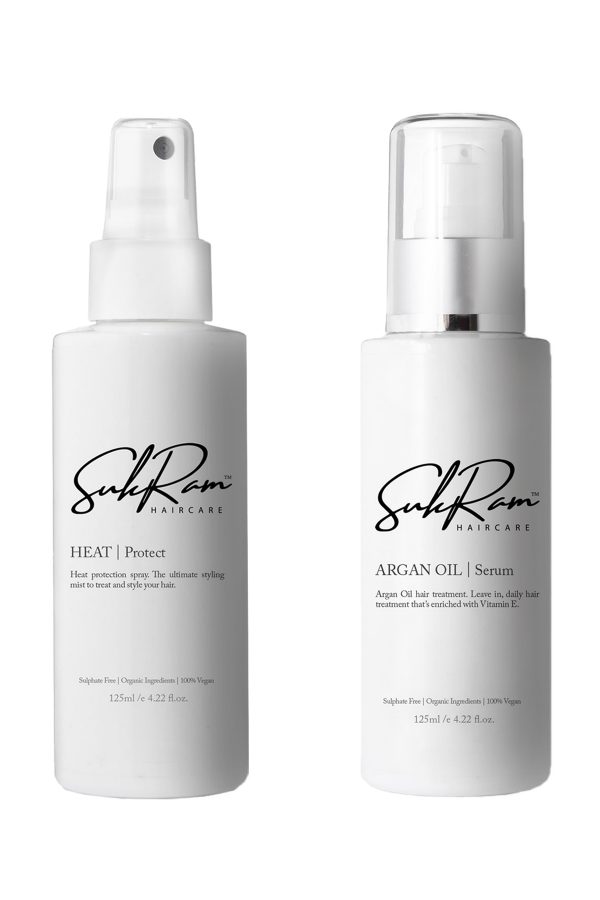 SukRam™
HAIRCARE
HEAT | Protect
Heat protection spray. The ultimate styling
mist to treat and style your hair.
Sulphate Free | Organic Ingredients | 100% Vegan
125ml /e 4.22 fl.oz.
SukRam™
HAIRCARE
ARGAN OIL | Serum
Argan Oil hair treatment. Leave in, daily hair
treatment that's enriched with Vitamin E.
Sulphate Free | Organic Ingredients | 100% Vegan
125ml /e 4.22 fl.oz.